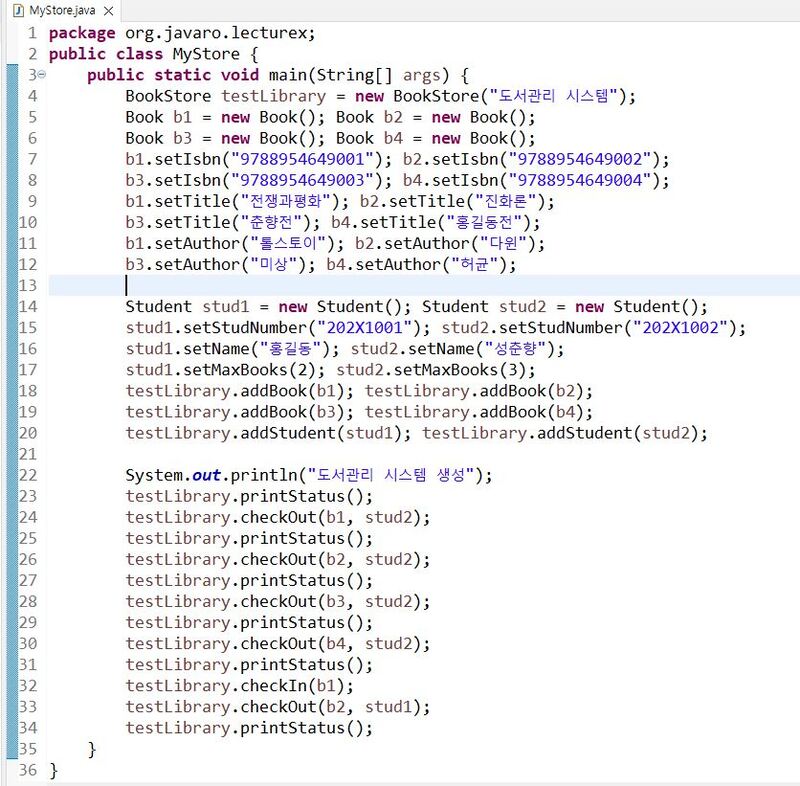 MyStore.java
1 package org.javaro.lecturex;
2 public class MyStore {
3 public static void main(String[] args) {
4 BookStore testLibrary = new BookStore("도서관리 시스템");
5 Book b1 = new Book(); Book b2 = new Book();
6 Book b3 = new Book(); Book b4 = new Book();
7 b1.setIsbn("9788954649001"); b2.setIsbn("9788954649002");
8 b3.setIsbn("9788954649003"); b4.setIsbn("9788954649004");
9 b1.setTitle("전쟁과평화"); b2.setTitle("진화론");
10 b3.setTitle("춘향전"); b4.setTitle("홍길동전");
11 b1.setAuthor("톨스토이"); b2.setAuthor("다윈");
12 b3.setAuthor("미상"); b4.setAuthor("허균");
13
14 Student stud1 = new Student(); Student stud2 = new Student();
15 stud1.setStudNumber("202X1001"); stud2.setStudNumber("202X1002");
16 stud1.setName("홍길동"); stud2.setName("성춘향");
17 stud1.setMaxBooks(2); stud2.setMaxBooks(3);
18 testLibrary.addBook(b1); testLibrary.addBook(b2);
19 testLibrary.addBook(b3); testLibrary.addBook(b4);
20 testLibrary.addStudent(stud1); testLibrary.addStudent(stud2);
21
22 System.out.println("도서관리 시스템 생성");
23 testLibrary.printStatus();
24 testLibrary.checkOut(b1, stud2);
25 testLibrary.printStatus();
26 testLibrary.checkOut(b2, stud2);
27 testLibrary.printStatus();
28 testLibrary.checkOut(b3, stud2);
29 testLibrary.printStatus();
30 testLibrary.checkOut(b4, stud2);
31 testLibrary.printStatus();
32 testLibrary.checkIn(b1);
33 testLibrary.checkOut(b2, stud1);
34 testLibrary.printStatus();
35 }
36 }